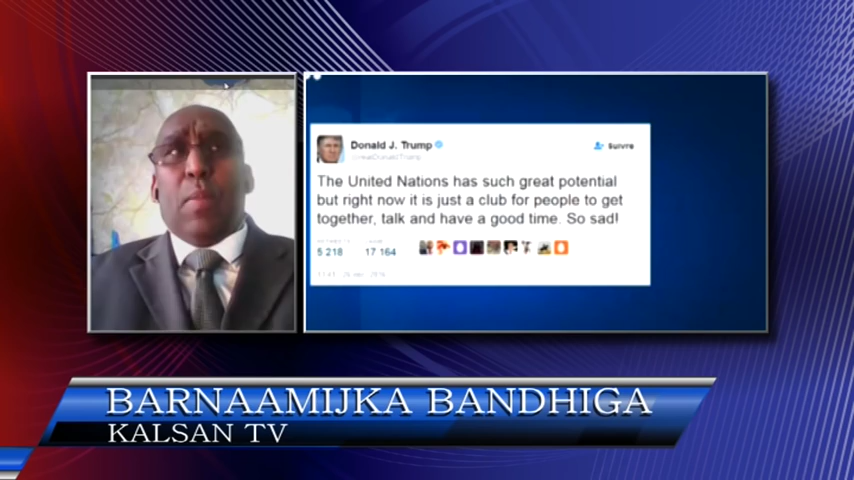 Donald J. Trump
@realDonaldTrump
Suivre
The United Nations has such great potential
but right now it is just a club for people to get
together, talk and have a good time. So sad!
5 218
17 164
BARNAAMIJKA BANDHIGA
KALSAN TV